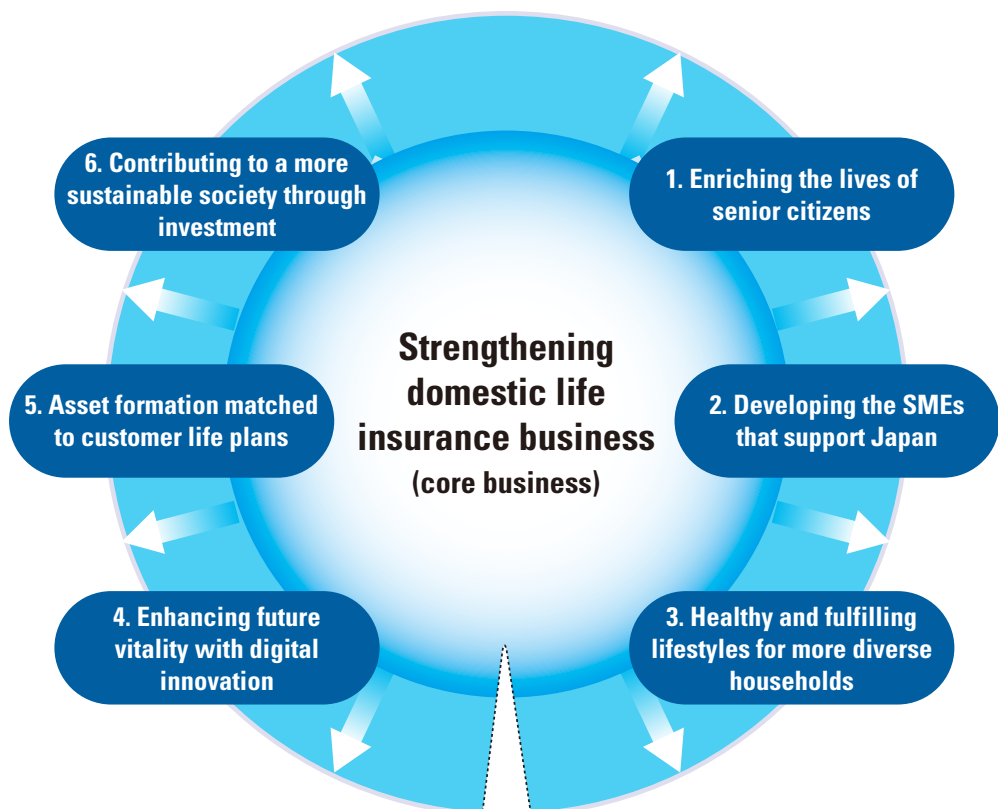 Strengthening
domestic life
insurance business
(core business)
1. Enriching the lives of
senior citizens
2. Developing the SMEs
that support Japan
3. Healthy and fulfilling
lifestyles for more diverse
households
4. Enhancing future
vitality with digital
innovation
5. Asset formation matched
to customer life plans
6. Contributing to a more
sustainable society through
investment